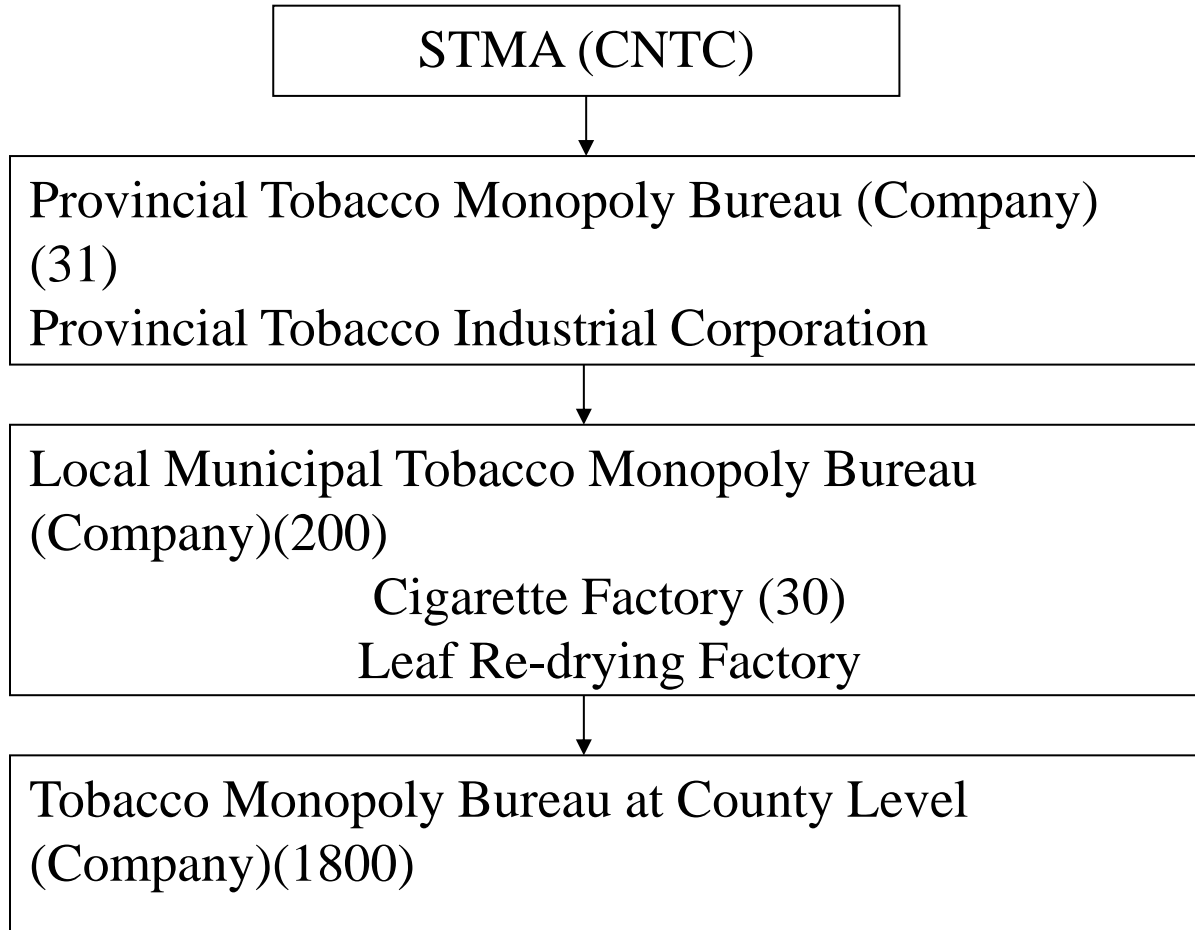 STMA (CNTC)
Provincial Tobacco Monopoly Bureau (Company)
(31)
Provincial Tobacco Industrial Corporation
Local Municipal Tobacco Monopoly Bureau
(Company)(200)
Cigarette Factory (30)
Leaf Re-drying Factory
Tobacco Monopoly Bureau at County Level
(Company)(1800)